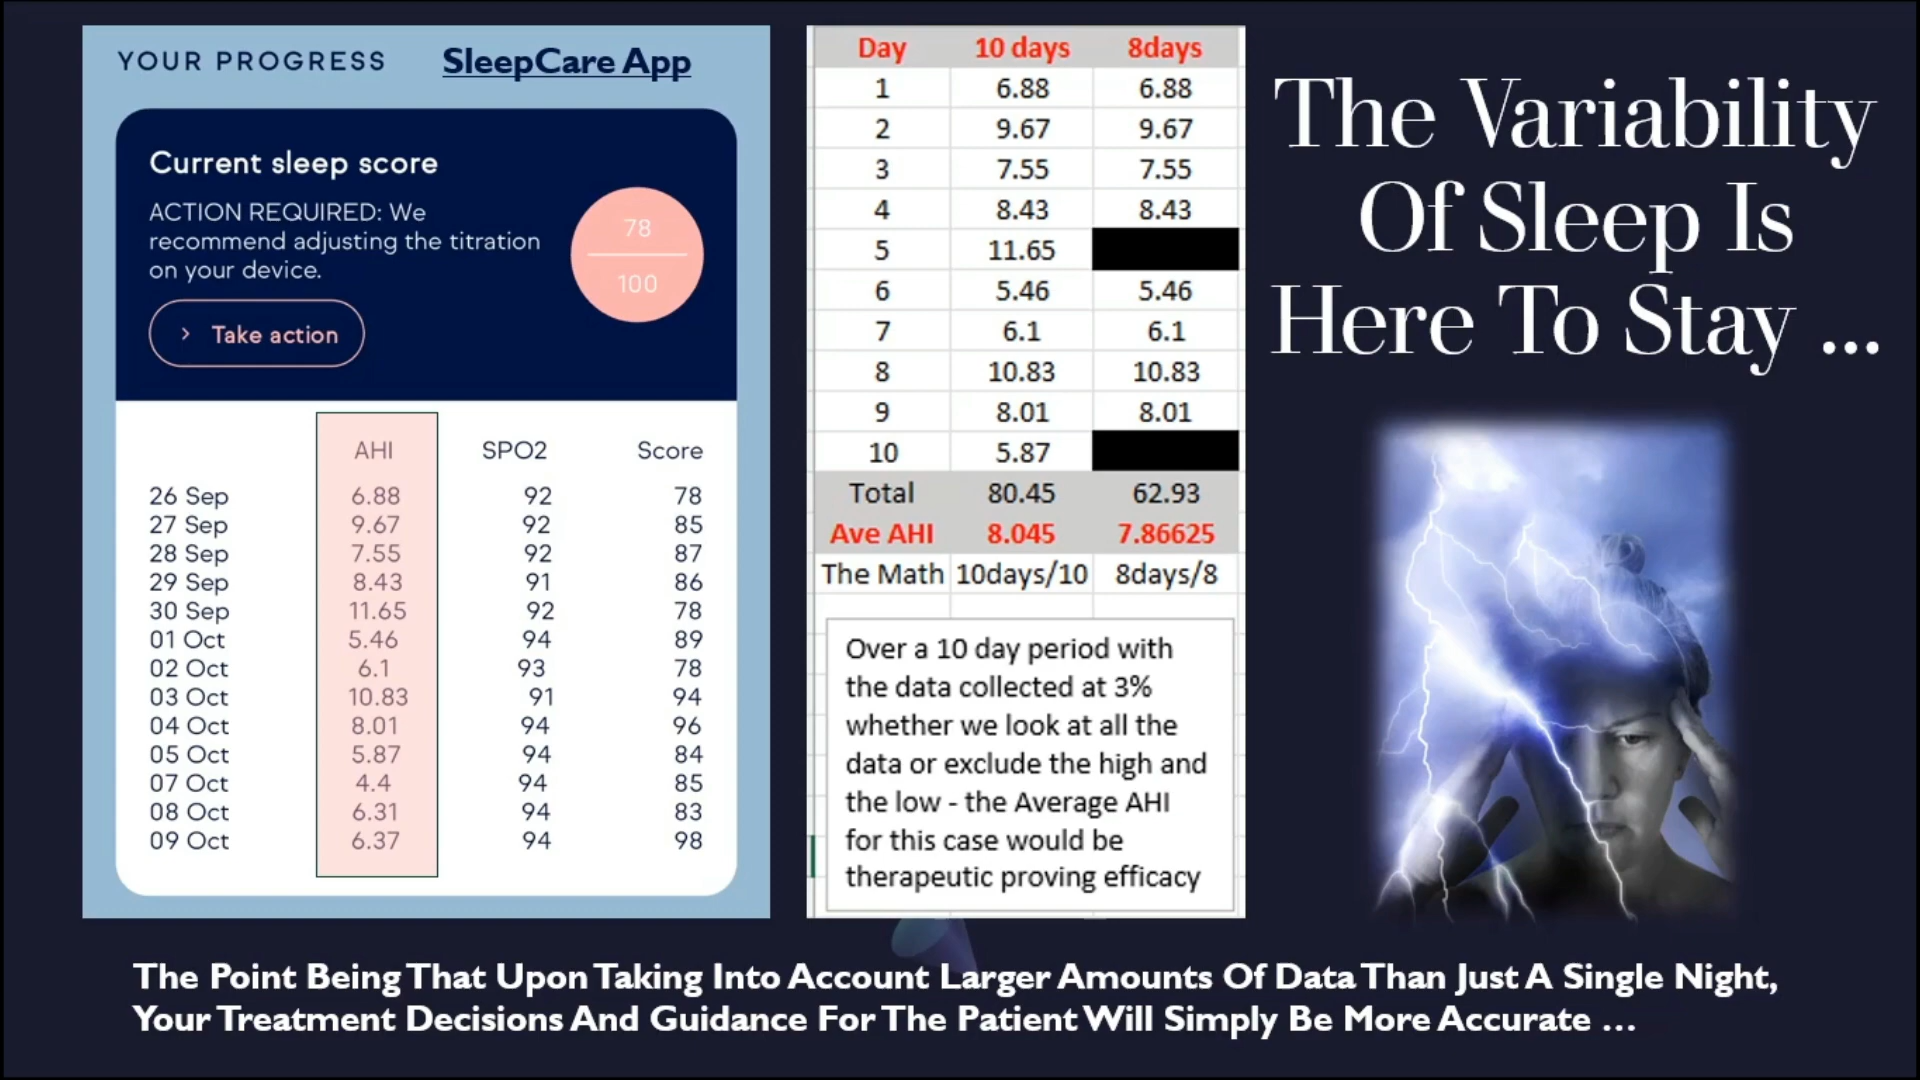 YOUR PROGRESS
SleepCare App
Current sleep score
ACTION REQUIRED: We
recommend adjusting the titration
on your device.
78
100
> Take action
AHI SPO2 Score
26 Sep 6.88 92 78
27 Sep 9.67 92 85
28 Sep 7.55 92 87
29 Sep 8.43 91 86
30 Sep 11.65 92 78
01 Oct 5.46 94 89
02 Oct 6.1 93 78
03 Oct 10.83 91 94
04 Oct 8.01 94 96
05 Oct 5.87 94 84
07 Oct 4.4 94 85
08 Oct 6.31 94 83
09 Oct 6.37 94 98
Day 10 days 8days
1 6.88 6.88
2 9.67 9.67
3 7.55 7.55
4 8.43 8.43
5 11.65
6 5.46 5.46
7 6.1 6.1
8 10.83 10.83
9 8.01 8.01
10 5.87
Total 80.45 62.93
Ave AHI 8.045 7.86625
The Math 10days/10 8days/8
Over a 10 day period with
the data collected at 3%
whether we look at all the
data or exclude the high and
the low - the Average AHI
for this case would be
therapeutic proving efficacy
The Variability
Of Sleep Is
Here To Stay ...
The Point Being That Upon Taking Into Account Larger Amounts Of Data Than Just A Single Night,
Your Treatment Decisions And Guidance For The Patient Will Simply Be More Accurate ...